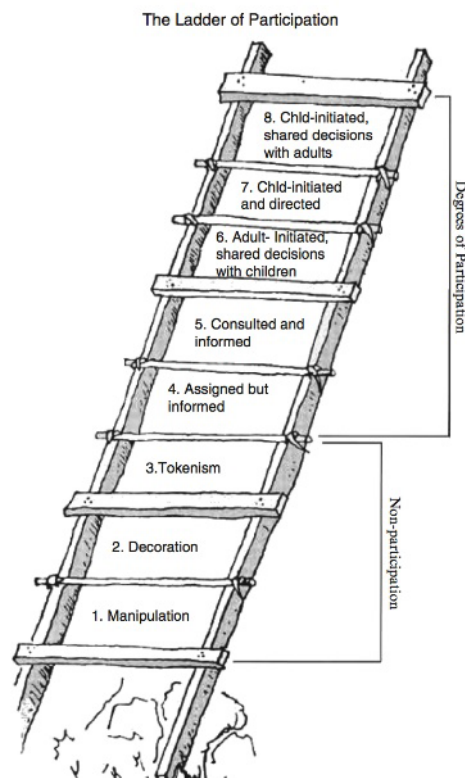 The Ladder of Participation
8. Chld-initiated,
shared decisions
with adults
7. Chld-initiated
and directed
6. Adult- Initiated,
shared decisions
with children
5. Consulted and
informed
4. Assigned but
informed
3.Tokenism
2. Decoration
1. Manipulation
Degrees of Participation
Non-participation